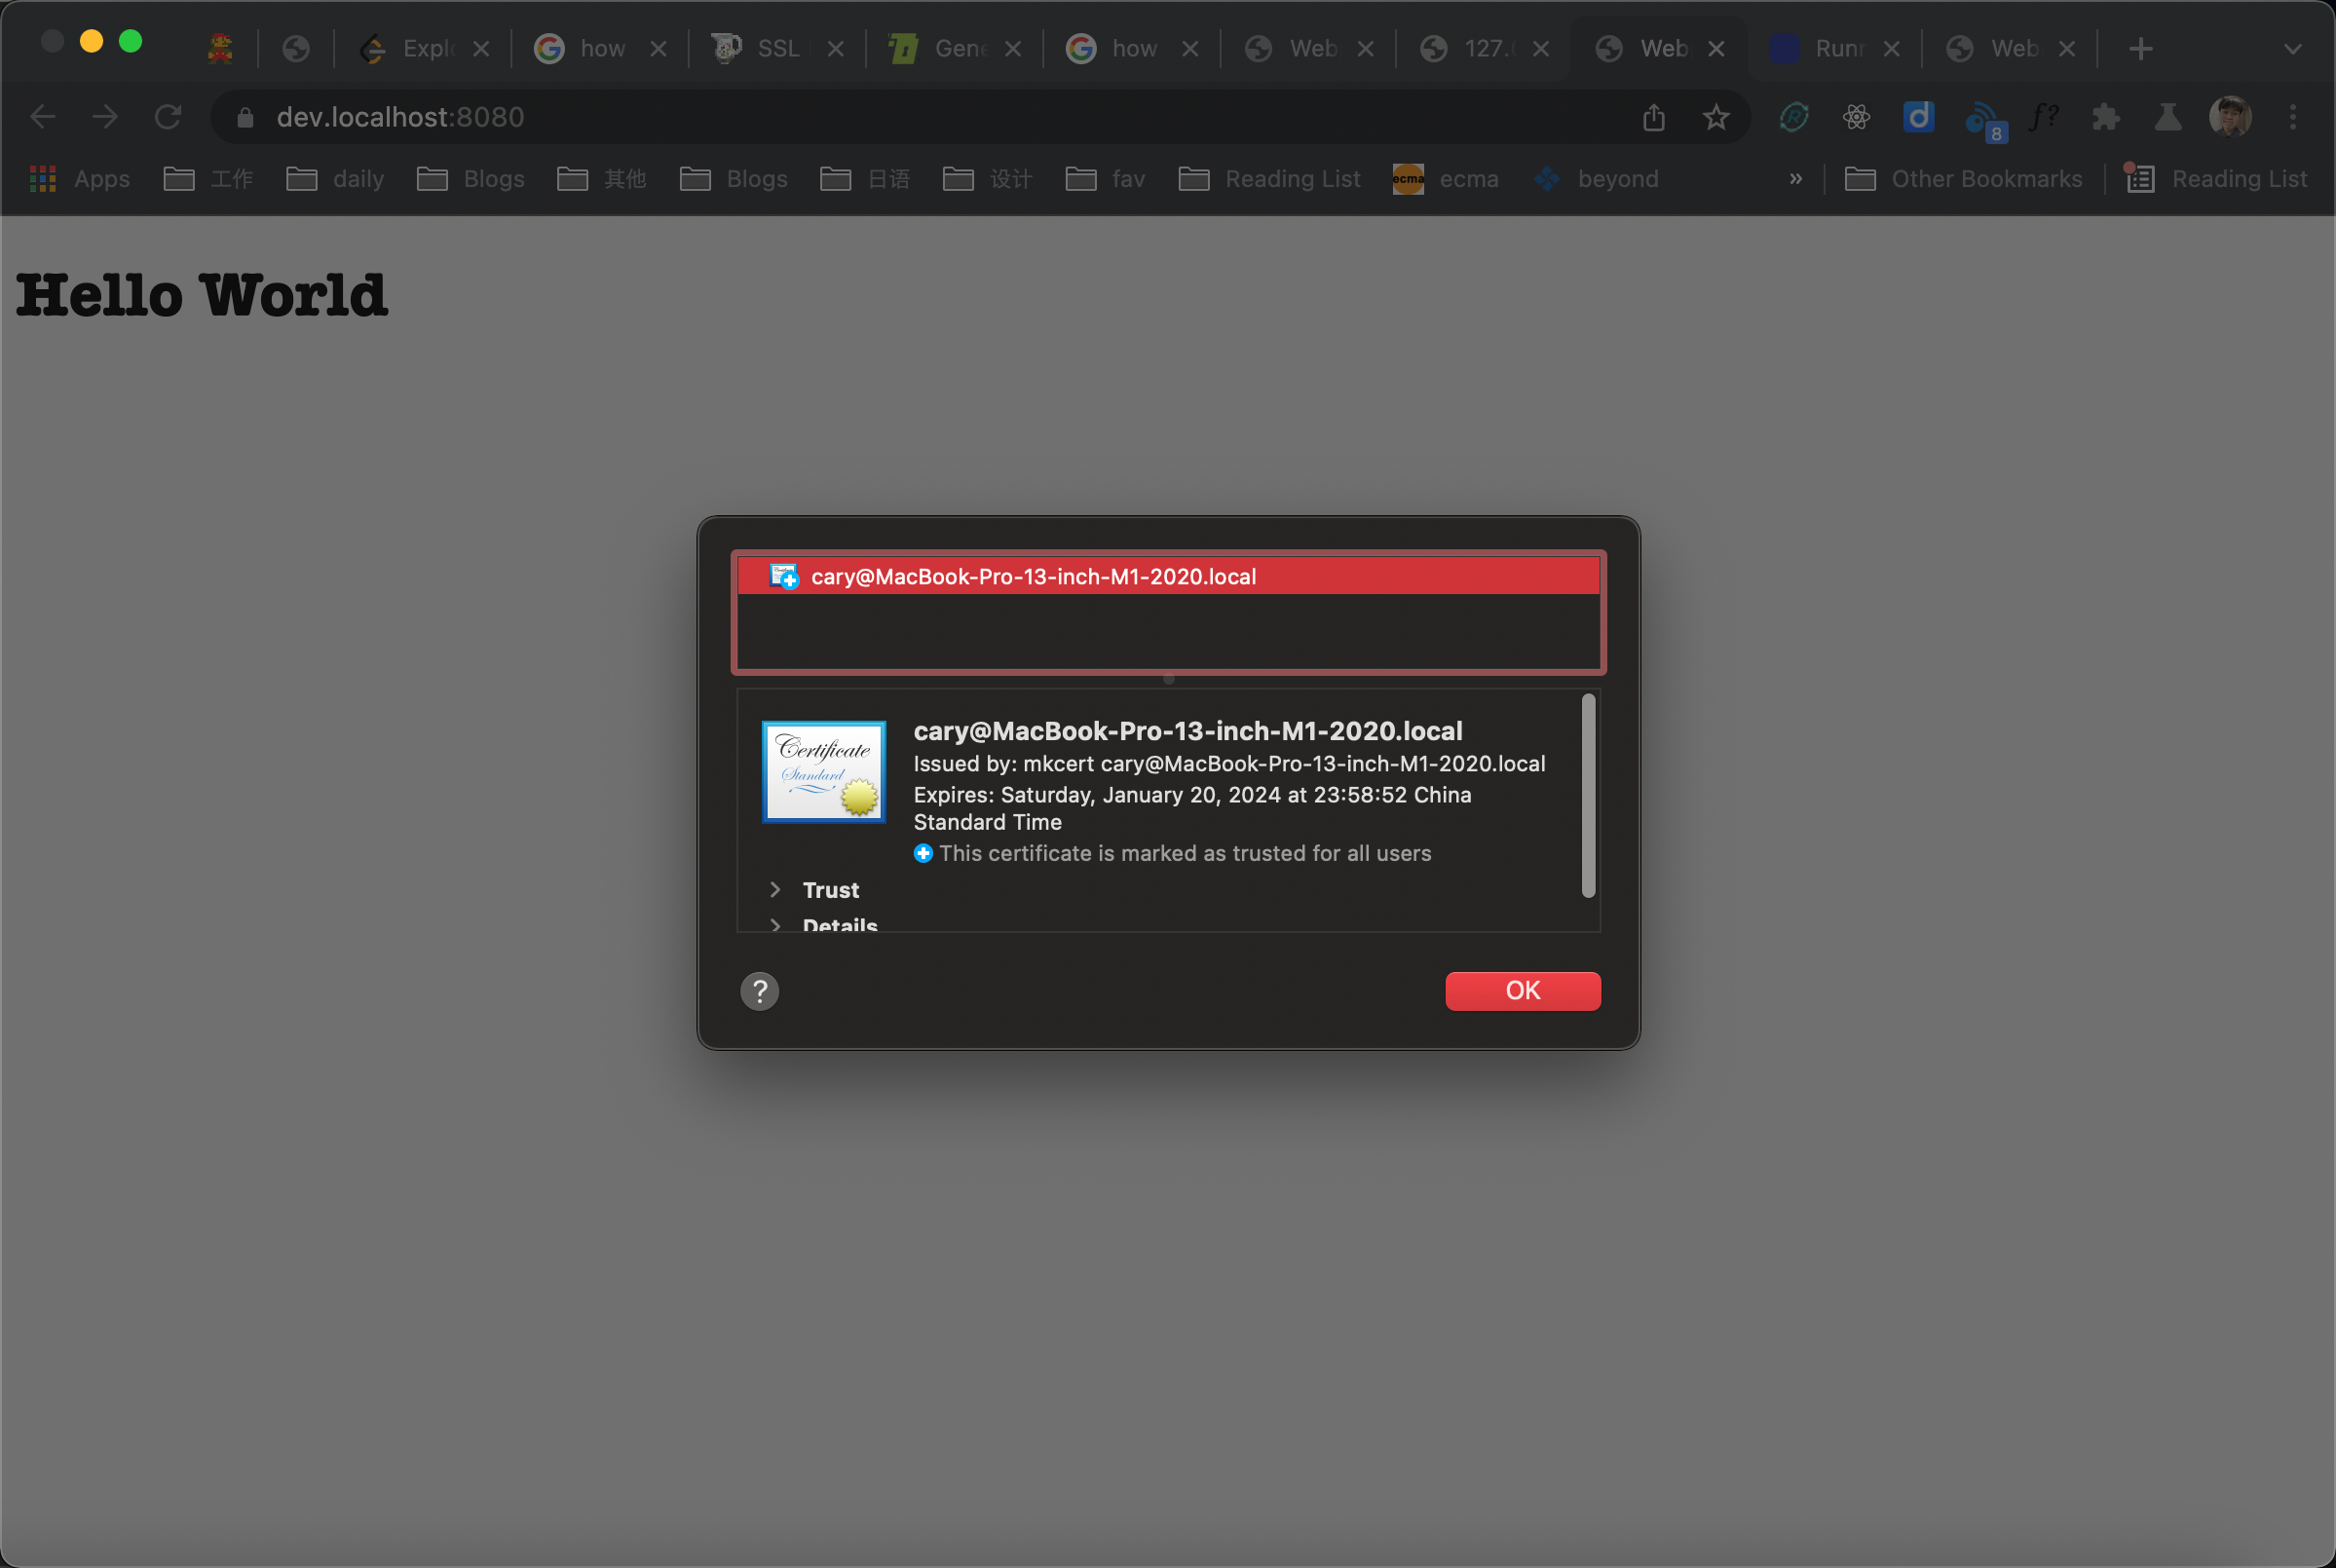 Explo
how
SSL
Gene
how
Web
127.0
Web
Runn
Web
dev.localhost:8080
8
f?
Apps
工作
daily
Blogs
其他
Blogs
日语
设计
fav
Reading List
ecma
ecma
beyond
»
Other Bookmarks
Reading List
Hello World
cary@MacBook-Pro-13-inch-M1-2020.local
Certificate
Standard
cary@MacBook-Pro-13-inch-M1-2020.local
Issued by: mkcert cary@MacBook-Pro-13-inch-M1-2020.local
Expires: Saturday, January 20, 2024 at 23:58:52 China
Standard Time
This certificate is marked as trusted for all users
Trust
Details
?
OK